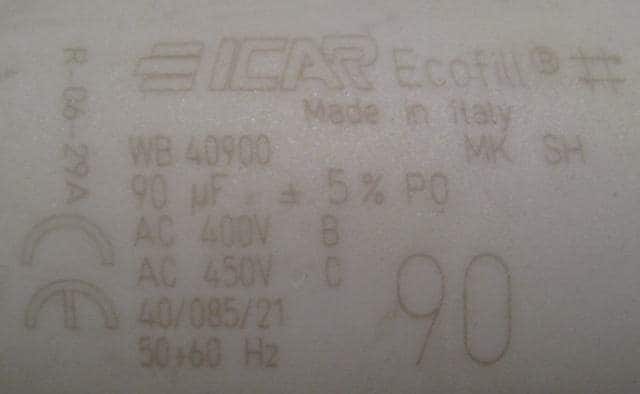 ICAR Ecofill®
Made in italy
WB 40900 MK SH
90 µF ± 5% P0
AC 400V B
AC 450V C
40/085/21
50÷60 Hz
90
R-06-29A
CE